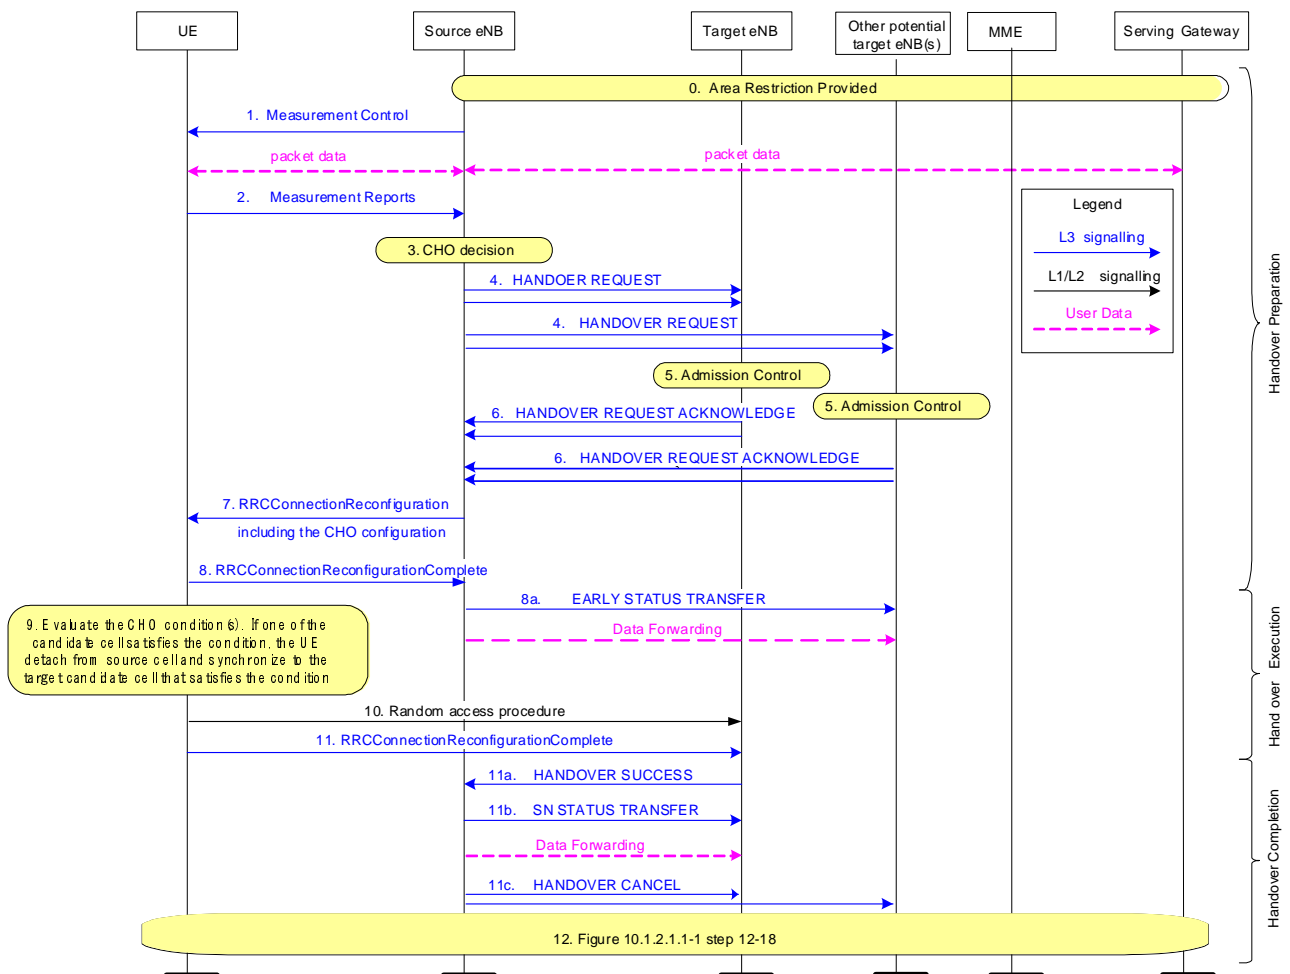 UE
Source eNB
Target eNB
Other potential
target eNB(s)
MME
Serving Gateway
0. Area Restriction Provided
1. Measurement Control
packet data
packet data
2. Measurement Reports
Legend
L3 signalling
L1/L2 signalling
User Data
3. CHO decision
4. HANDOER REQUEST
4. HANDOVER REQUEST
5. Admission Control
5. Admission Control
6. HANDOVER REQUEST ACKNOWLEDGE
6. HANDOVER REQUEST ACKNOWLEDGE
7. RRCConnectionReconfiguration
including the CHO configuration
8. RRCConnectionReconfigurationComplete
Handover Preparation
8a. EARLY STATUS TRANSFER
Data Forwarding
9. Evaluate the CHO condition(s). If one of the
candidate cell satisfies the condition, the UE
detach from source cell and synchronize to the
target candidate cell that satisfies the condition
10. Random access procedure
11. RRCConnectionReconfigurationComplete
Hand over Execution
11a. HANDOVER SUCCESS
11b. SN STATUS TRANSFER
Data Forwarding
11c. HANDOVER CANCEL
Handover Completion
12. Figure 10.1.2.1.1-1 step 12-18